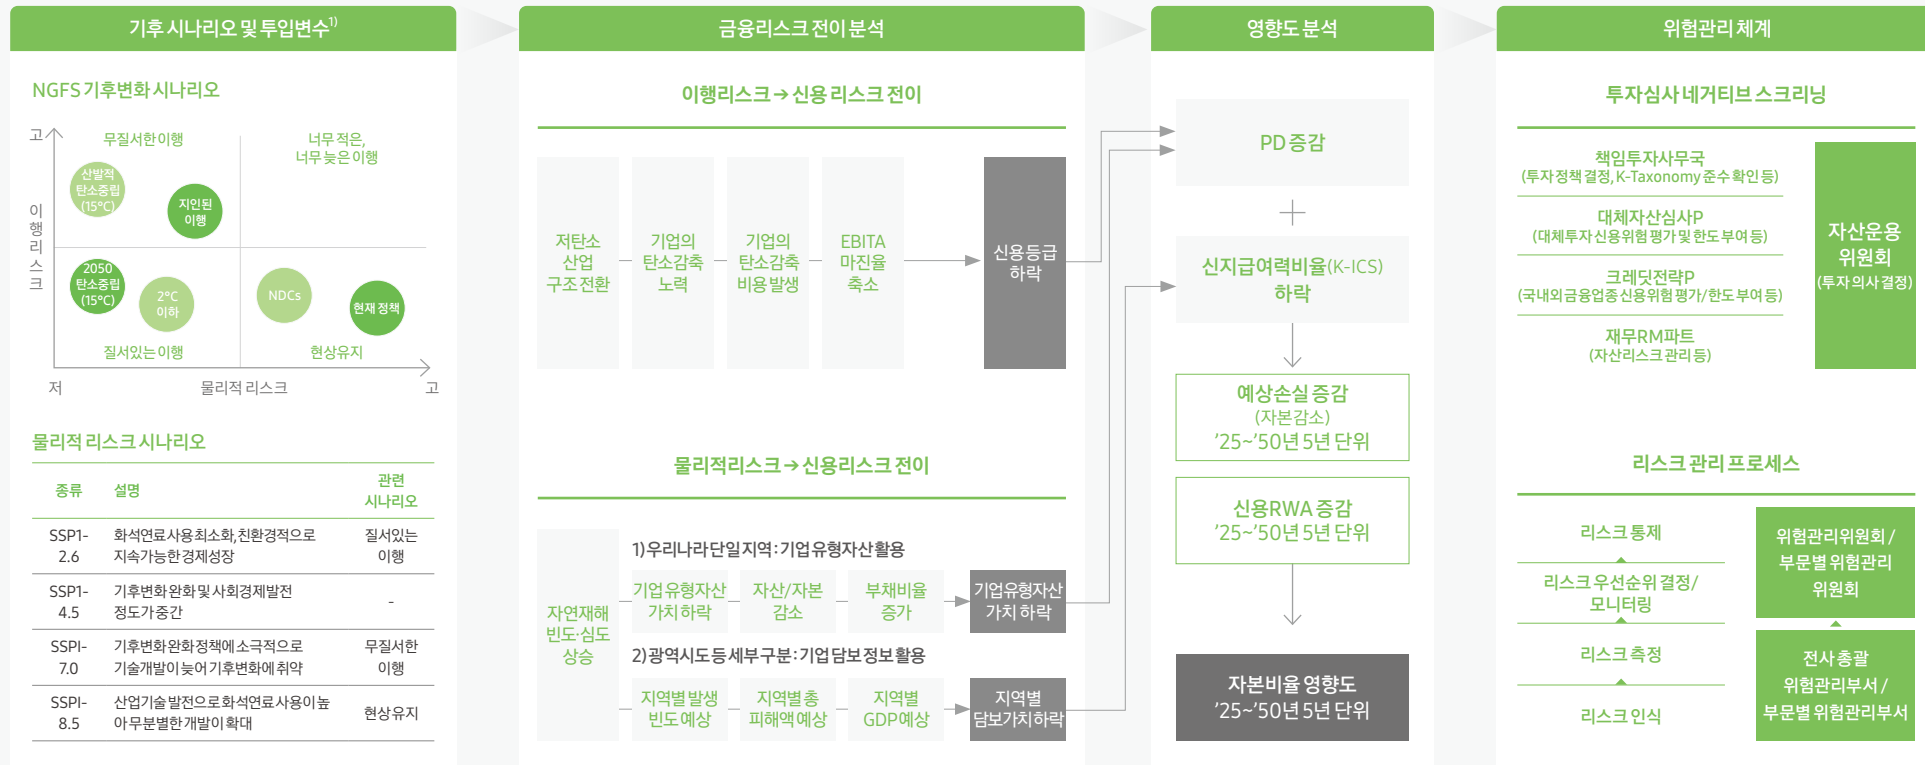 기후 시나리오 및 투입변수1)
NGFS 기후변화 시나리오
고
무질서한 이행
너무 적은,
너무 늦은 이행
산발적
탄소중립
(15°C)
지인된
이행
이행리스크
2050
탄소중립
(15°C)
2°C
이하
NDCs
현재 정책
질서있는 이행
현상유지
저
물리적 리스크
고
물리적 리스크 시나리오
종류
설명
관련
시나리오
SSP1-
2.6
화석연료 사용 최소화, 친환경적으로
지속가능한 경제성장
질서있는
이행
SSP1-
4.5
기후변화 완화 및 사회경제발전
정도가 중간
-
SSPI-
7.0
기후변화 완화정책에 소극적으로
기술개발이 늦어 기후변화에 취약
무질서한
이행
SSPI-
8.5
산업기술 발전으로 화석연료 사용이 높
아 무분별한 개발이 확대
현상유지
금융리스크 전이 분석
이행리스크 → 신용 리스크 전이
저탄소
산업
구조 전환
기업의
탄소감축
노력
기업의
탄소감축
비용 발생
EBITA
마진율
축소
신용등급
하락
물리적리스크 → 신용리스크 전이
자연재해
빈도·심도
상승
1) 우리나라 단일 지역 : 기업 유형자산 활용
기업 유형자산
가치 하락
자산/자본
감소
부채비율
증가
기업유형자산
가치 하락
2) 광역시도 등 세부 구분 : 기업 담보 정보 활용
지역별 발생
빈도 예상
지역별 총
피해액 예상
지역별
GDP 예상
지역별
담보가치 하락
영향도 분석
PD 증감
+
신지급여력비율(K-ICS)
하락
예상손실 증감
(자본감소)
’25~’50년 5년 단위
신용RWA 증감
’25~’50년 5년 단위
자본비율 영향도
’25~’50년 5년 단위
위험관리 체계
투자심사 네거티브 스크리닝
책임투자사무국
(투자 정책 결정, K-Taxonomy 준수 확인 등)
대체자산심사P
(대체투자 신용위험 평가 및 한도 부여 등)
크레딧전략P
(국내외 금융업종 신용위험 평가/한도 부여 등)
재무RM파트
(자산리스크 관리 등)
자산운용
위원회
(투자 의사 결정)
리스크 관리 프로세스
리스크 통제
리스크 우선순위 결정/
모니터링
리스크 측정
리스크 인식
위험관리위원회 /
부문별 위험관리
위원회
전사 총괄
위험관리부서 /
부문별 위험관리부서